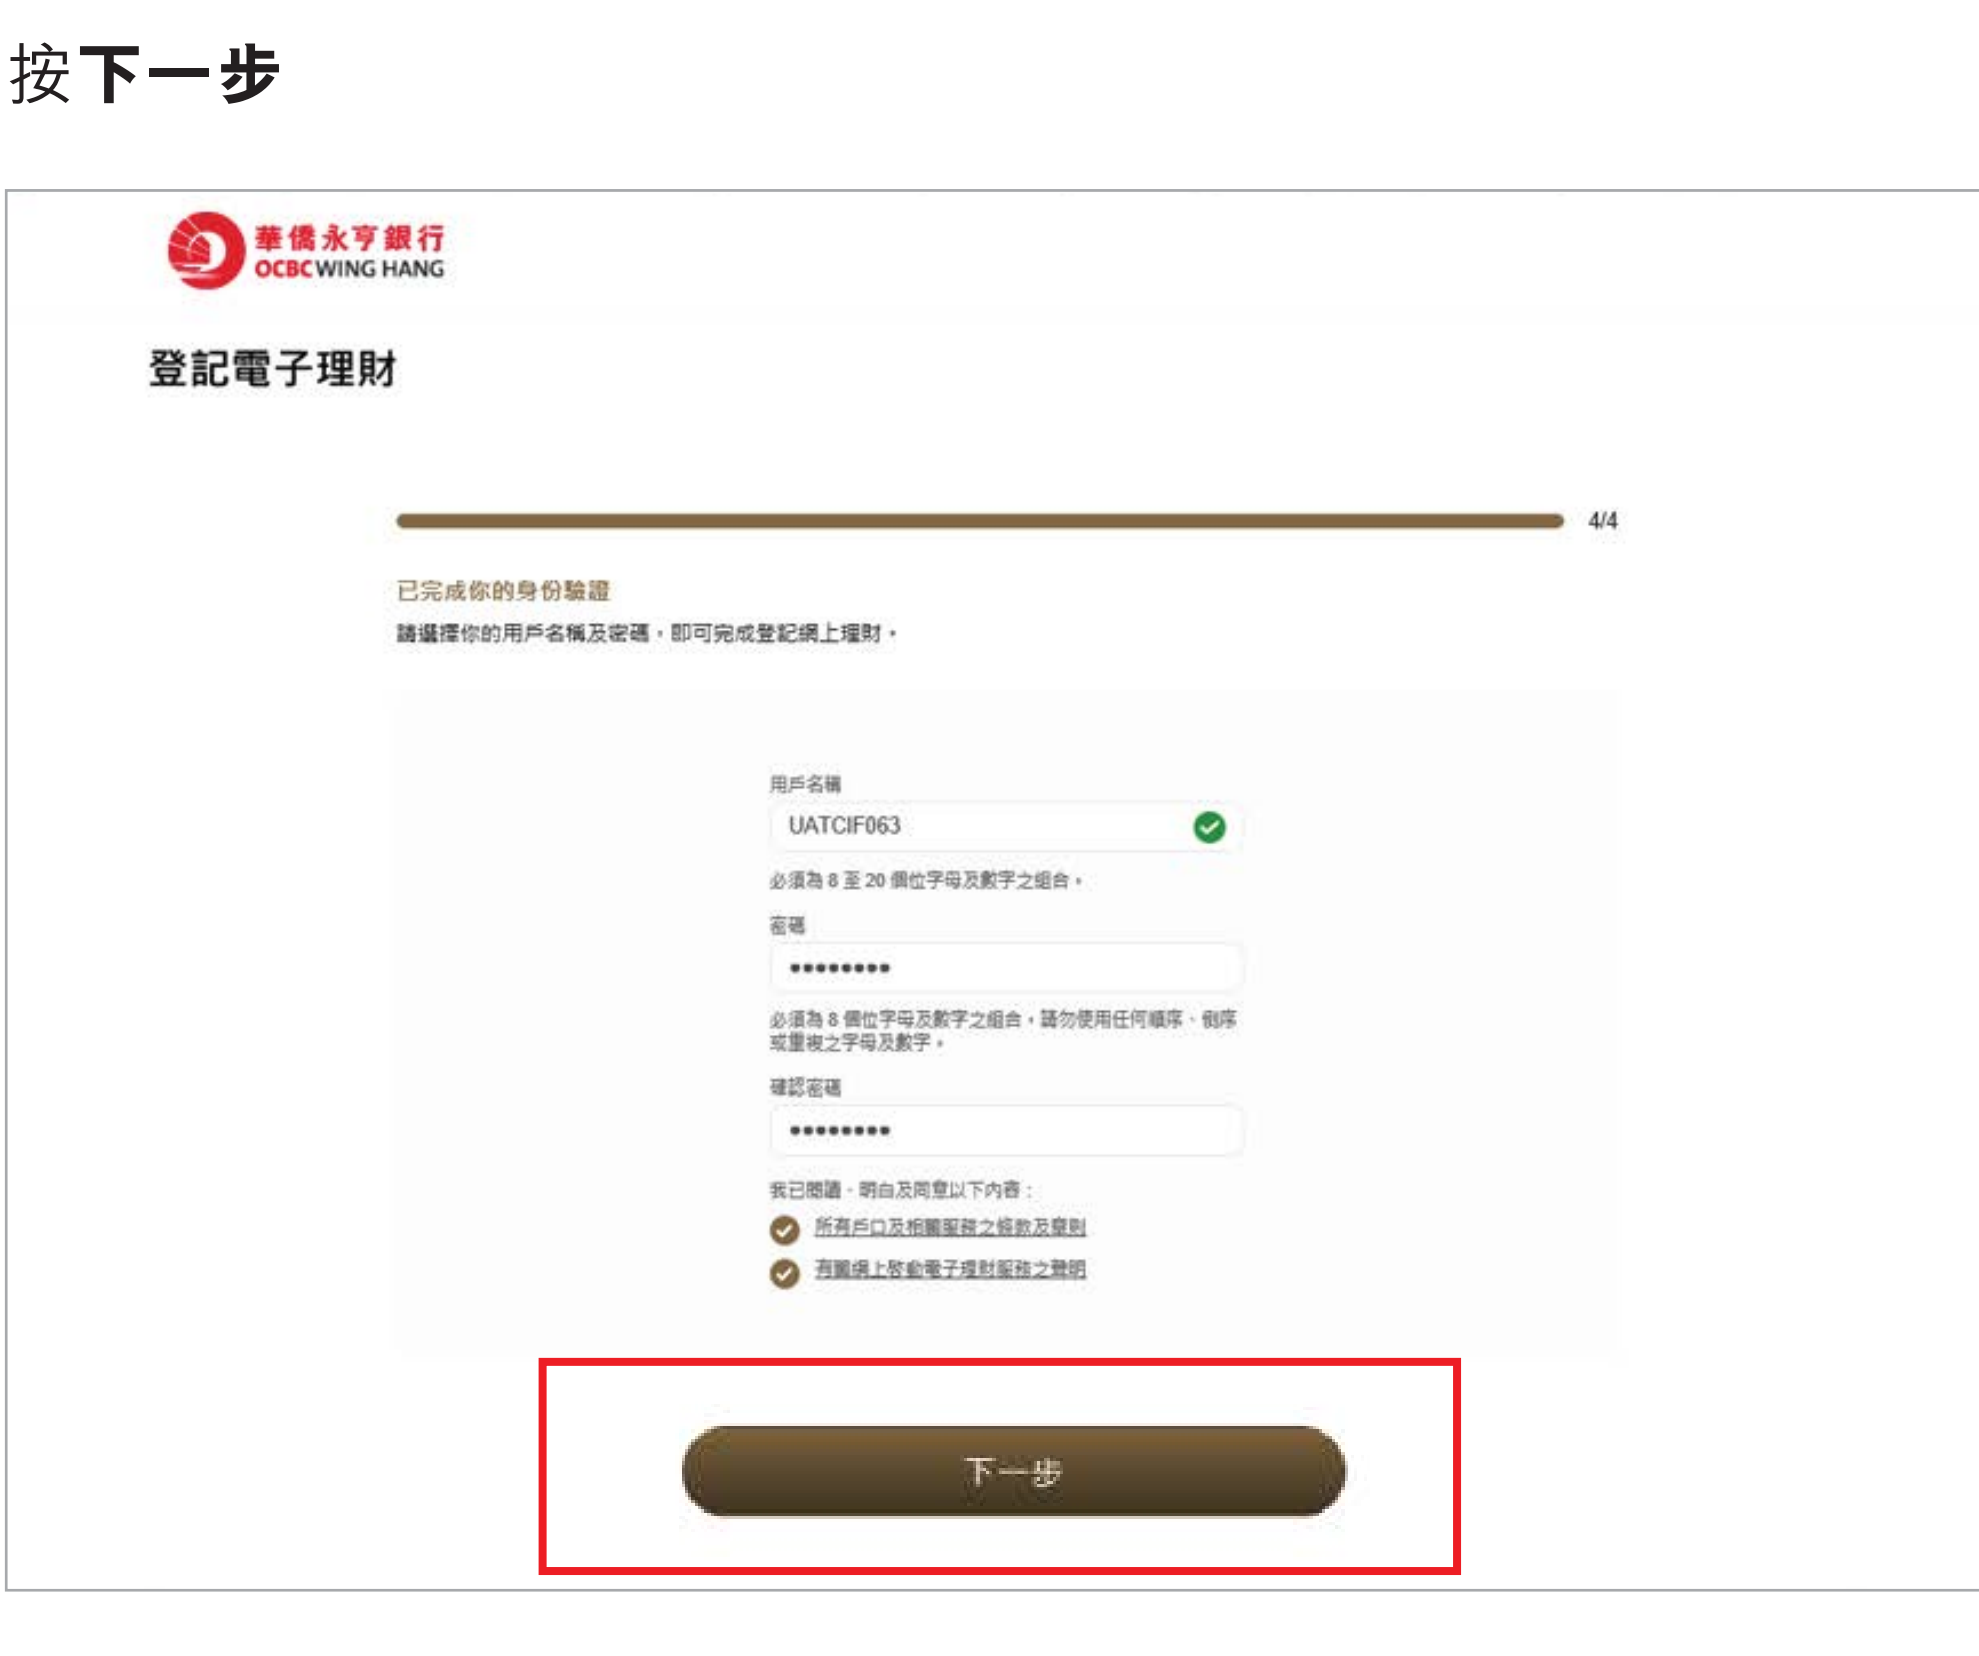 按下一步
華僑永亨銀行
OCBC WING HANG
登記電子理財
4/4
已完成你的身份驗證
請選擇你的用戶名稱及密碼，即可完成登記網上理財。
用戶名稱
UATCIF063
必須為 8 至 20 個位字母及數字之組合。
密碼
••••••••
必須為 8 個位字母及數字之組合，請勿使用任何順序、倒序
或重複之字母及數字。
確認密碼
••••••••
我已閱讀、明白及同意以下內容：
所有戶口及相關服務之條款及章則
有關網上啓動電子理財服務之聲明
下一步